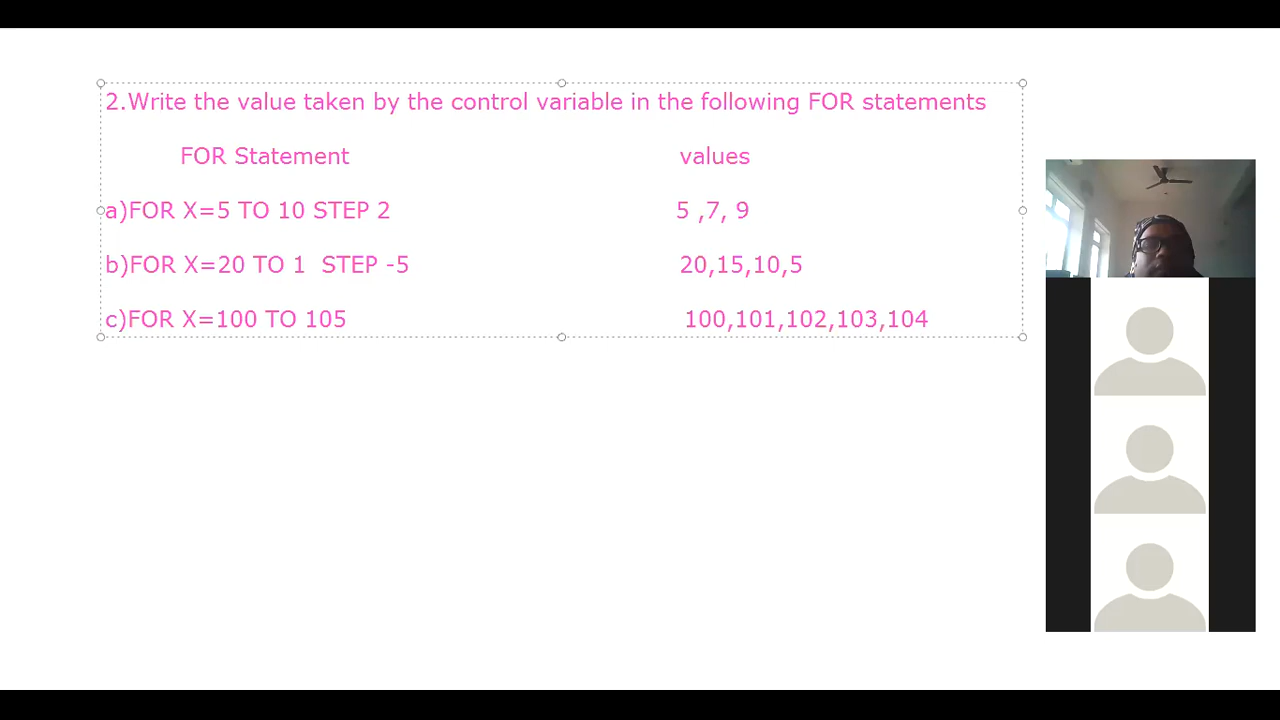 2.Write the value taken by the control variable in the following FOR statements
FOR Statement values
a)FOR X=5 TO 10 STEP 2 5 ,7, 9
b)FOR X=20 TO 1 STEP -5 20,15,10,5
c)FOR X=100 TO 105 100,101,102,103,104